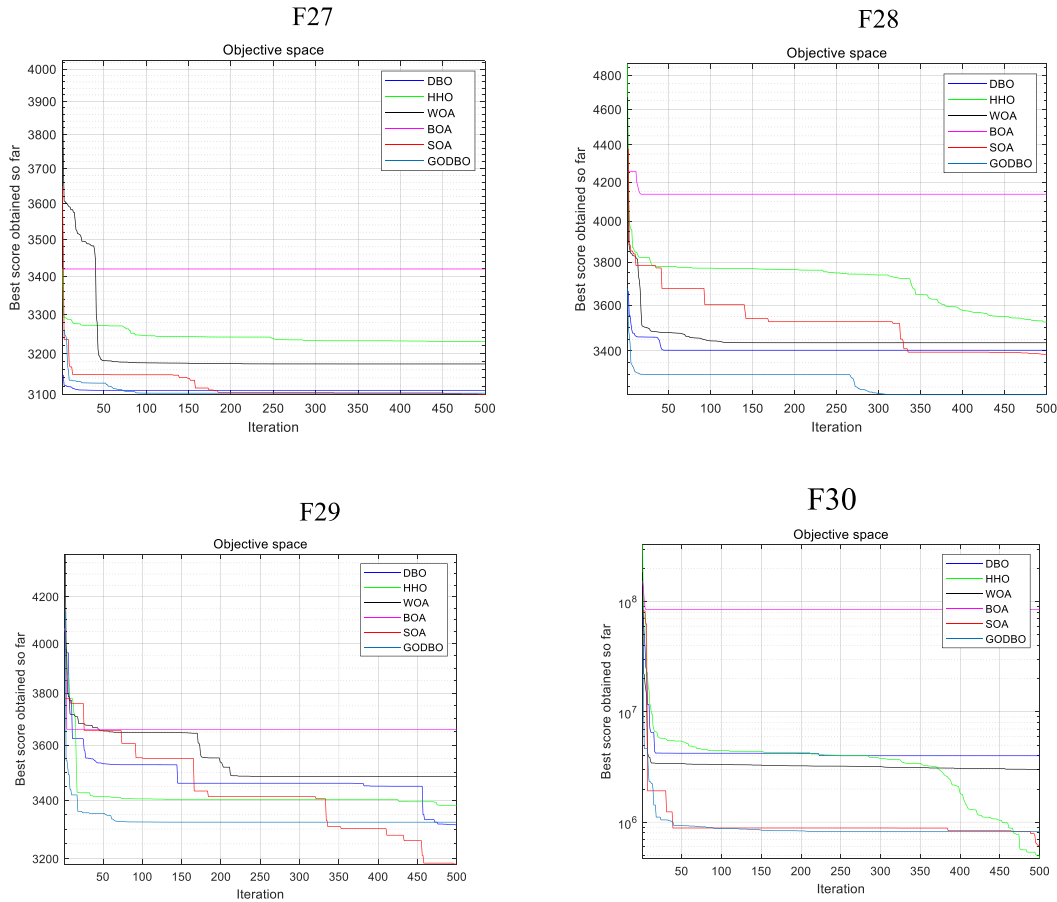 F27
Objective space
4000
3900
3800
3700
3600
3500
3400
3300
3200
3100
Best score obtained so far
DBO
HHO
WOA
BOA
SOA
GODBO
50 100 150 200 250 300 350 400 450 500
Iteration
F28
Objective space
4800
4600
4400
4200
4000
3800
3600
3400
Best score obtained so far
DBO
HHO
WOA
BOA
SOA
GODBO
50 100 150 200 250 300 350 400 450 500
Iteration
F29
Objective space
4200
4000
3800
3600
3400
3200
Best score obtained so far
DBO
HHO
WOA
BOA
SOA
GODBO
50 100 150 200 250 300 350 400 450 500
Iteration
F30
Objective space
10^8
10^7
10^6
Best score obtained so far
DBO
HHO
WOA
BOA
SOA
GODBO
50 100 150 200 250 300 350 400 450 500
Iteration